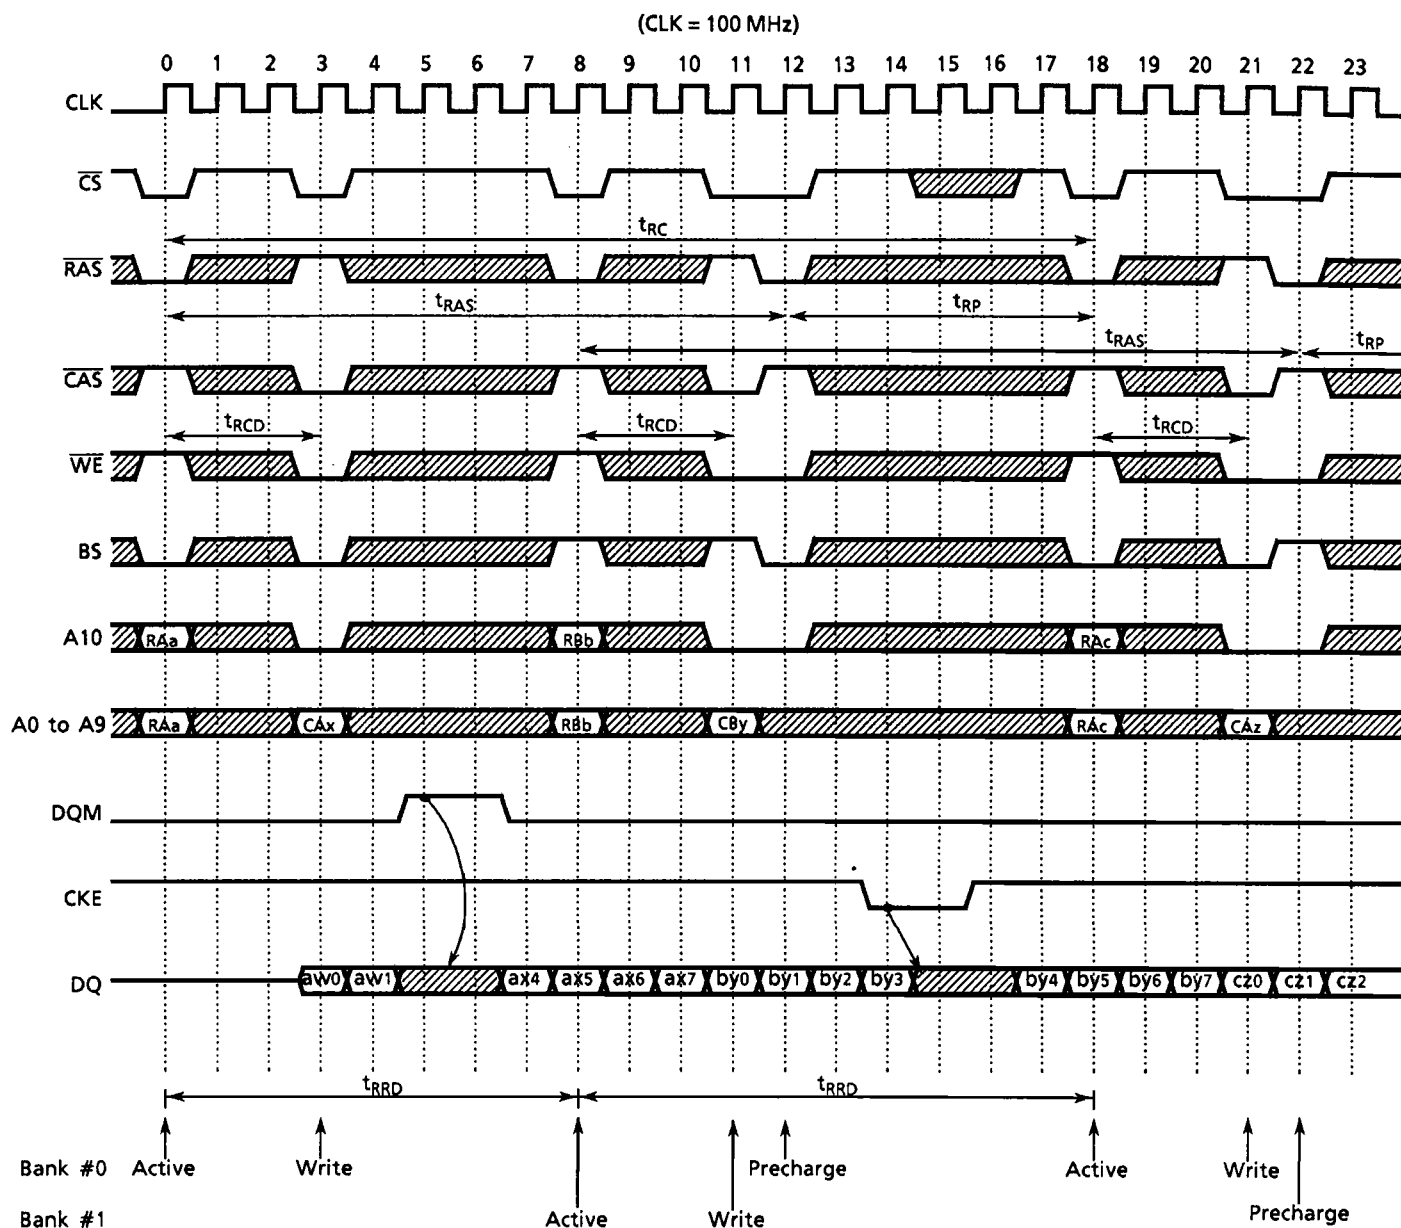 (CLK = 100 MHz)
0 1 2 3 4 5 6 7 8 9 10 11 12 13 14 15 16 17 18 19 20 21 22 23
CLK
CS
tRC
RAS
tRAS tRP
tRAS tRP
CAS
tRCD tRCD tRCD
WE
BS
A10 RAa RBb RAc
A0 to A9 RAa CAx RBb CBy RAc CAz
DQM
CKE
DQ aw0 aw1 ax4 ax5 ax6 ax7 by0 by1 by2 by3 by4 by5 by6 by7 cz0 cz1 cz2
tRRD tRRD
Bank #0 Active Write Precharge Active Write
Bank #1 Active Write Precharge